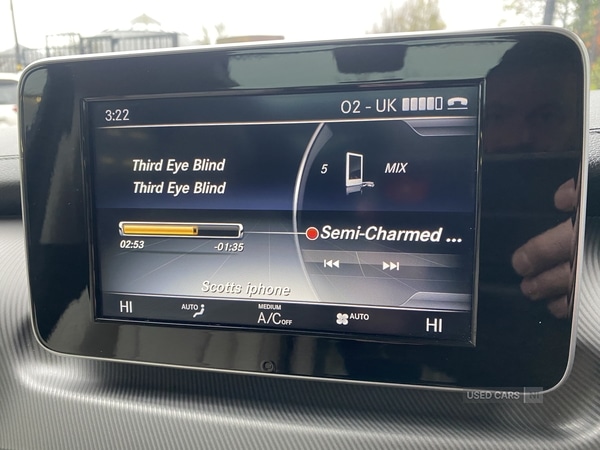 3:22
O2 - UK
Third Eye Blind
Third Eye Blind
5
MIX
02:53
-01:35
Semi-Charmed ...
Scotts iphone
HI
AUTO
MEDIUM
A/C OFF
AUTO
HI
USED CARS NI